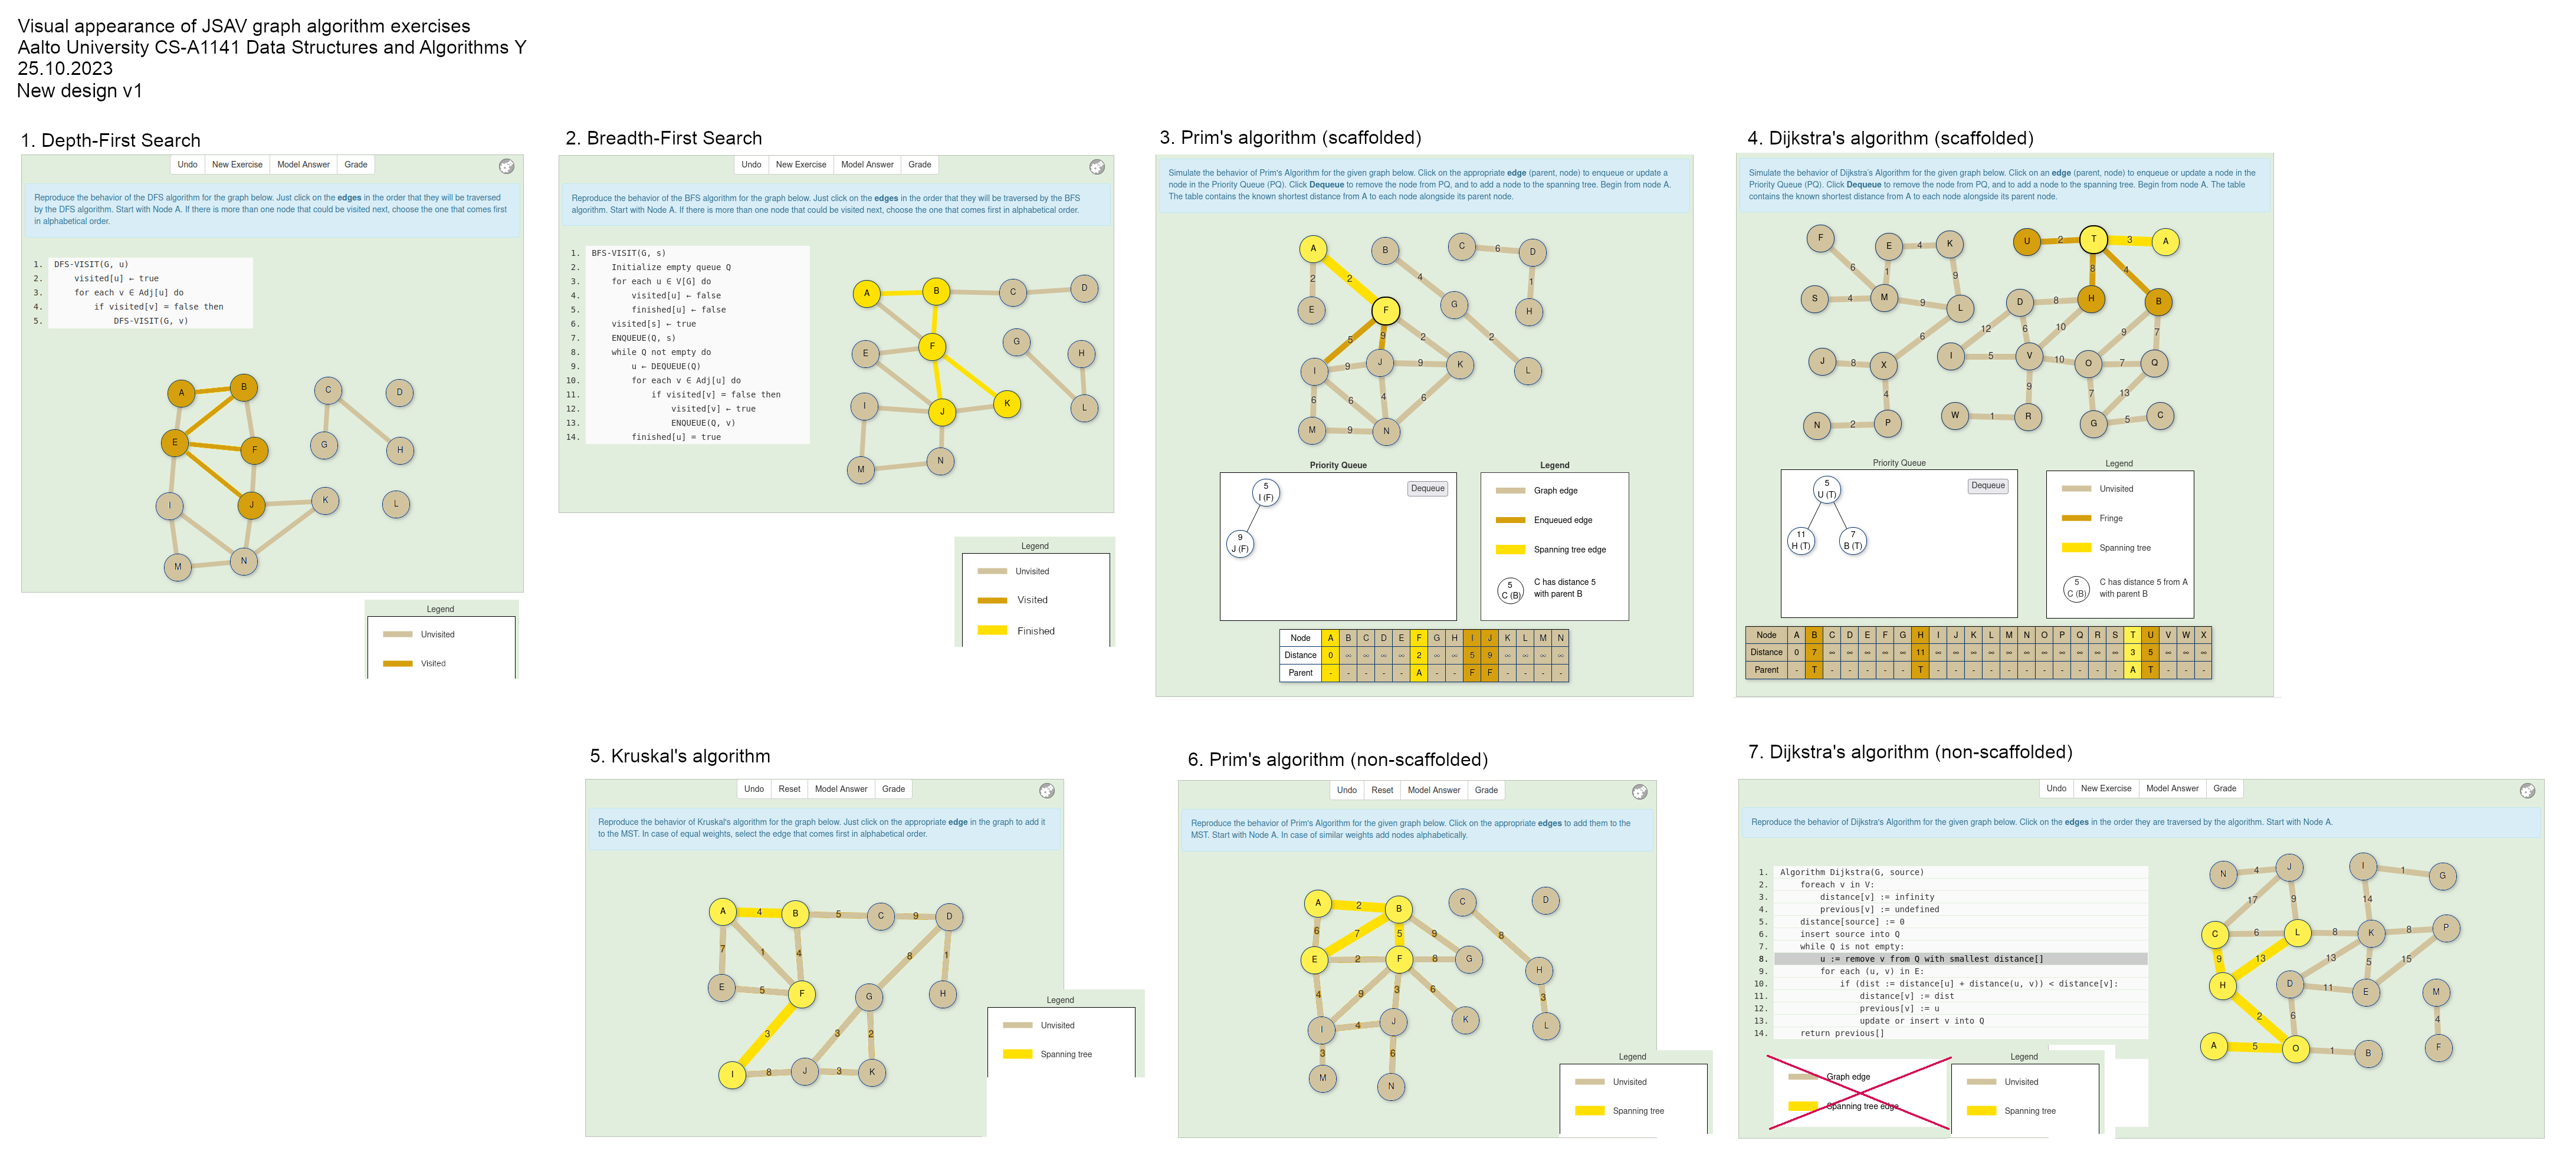 Visual appearance of JSAV graph algorithm exercises
Aalto University CS-A1141 Data Structures and Algorithms Y
25.10.2023
New design v1
1. Depth-First Search
Undo New Exercise Model Answer Grade
Reproduce the behavior of the DFS algorithm for the graph below. Just click on the edges in the order that they will be traversed
by the DFS algorithm. Start with Node A. If there is more than one node that could be visited next, choose the one that comes first
in alphabetical order.
1. DFS-VISIT(G, u)
2. visited[u] ← true
3. for each v ∈ Adj[u] do
4. if visited[v] = false then
5. DFS-VISIT(G, v)
A B C D
E F G H
I J K L
M N
Legend
Unvisited
Visited
2. Breadth-First Search
Undo New Exercise Model Answer Grade
Reproduce the behavior of the BFS algorithm for the graph below. Just click on the edges in the order that they will be traversed by the BFS
algorithm. Start with Node A. If there is more than one node that could be visited next, choose the one that comes first in alphabetical order.
1. BFS-VISIT(G, s)
2. Initialize empty queue Q
3. for each u ∈ V[G] do
4. visited[u] ← false
5. finished[u] ← false
6. visited[s] ← true
7. ENQUEUE(Q, s)
8. while Q not empty do
9. u ← DEQUEUE(Q)
10. for each v ∈ Adj[u] do
11. if visited[v] = false then
12. visited[v] ← true
13. ENQUEUE(Q, v)
14. finished[u] = true
A B C D
E F G H
I J K L
M N
Legend
Unvisited
Visited
Finished
3. Prim's algorithm (scaffolded)
Simulate the behavior of Prim's Algorithm for the given graph below. Click on the appropriate edge (parent, node) to enqueue or update a
node in the Priority Queue (PQ). Click Dequeue to remove the node from PQ, and to add a node to the spanning tree. Begin from node A.
The table contains the known shortest distance from A to each node alongside its parent node.
A B C 6 D
2 2 4 1
E F G H
5 9 2 2
I 9 J 9 K L
6 6 4 6
M 9 N
Priority Queue
Dequeue
5
I (F)
9
J (F)
Legend
Graph edge
Enqueued edge
Spanning tree edge
5
C (B)
C has distance 5
with parent B
Node A B C D E F G H I J K L M N
Distance 0 ∞ ∞ ∞ ∞ 2 ∞ ∞ 5 9 ∞ ∞ ∞ ∞
Parent - - - - - A - - F F - - - -
4. Dijkstra's algorithm (scaffolded)
Simulate the behavior of Dijkstra's Algorithm for the given graph below. Click on an edge (parent, node) to enqueue or update a node in the
Priority Queue (PQ). Click Dequeue to remove the node from PQ, and to add a node to the spanning tree. Begin from node A. The table
contains the known shortest distance from A to each node alongside its parent node.
F E 4 K U 2 T 3 A
6 1 9 8 4
S 4 M 9 L D 8 H B
6 12 6 10 9 7
J 8 X I 5 V 10 O 7 Q
4 9 7 13
N 2 P W 1 R G 5 C
Priority Queue
Dequeue
5
U (T)
11
H (T)
7
B (T)
Legend
Unvisited
Fringe
Spanning tree
5
C (B)
C has distance 5 from A
with parent B
Node A B C D E F G H I J K L M N O P Q R S T U V W X
Distance 0 7 ∞ ∞ ∞ ∞ ∞ 11 ∞ ∞ ∞ ∞ ∞ ∞ ∞ ∞ ∞ ∞ ∞ 3 5 ∞ ∞ ∞
Parent - T - - - - - T - - - - - - - - - - - A T - - -
5. Kruskal's algorithm
Undo Reset Model Answer Grade
Reproduce the behavior of Kruskal's algorithm for the graph below. Just click on the appropriate edge in the graph to add it
to the MST. In case of equal weights, select the edge that comes first in alphabetical order.
A 4 B 5 C 9 D
7 1 4 8 1
E 5 F G H
3 3 2
I 8 J 3 K
Legend
Unvisited
Spanning tree
6. Prim's algorithm (non-scaffolded)
Undo Reset Model Answer Grade
Reproduce the behavior of Prim's Algorithm for the given graph below. Click on the appropriate edges to add them to the
MST. Start with Node A. In case of similar weights add nodes alphabetically.
A 2 B C D
6 7 5 9 8
E 2 F 8 G H
4 9 3 6 3
I 4 J K L
3 6
M N
Legend
Unvisited
Spanning tree
7. Dijkstra's algorithm (non-scaffolded)
Undo New Exercise Model Answer Grade
Reproduce the behavior of Dijkstra's Algorithm for the given graph below. Click on the edges in the order they are traversed by the algorithm. Start with Node A.
1. Algorithm Dijkstra(G, source)
2. foreach v in V:
3. distance[v] := infinity
4. previous[v] := undefined
5. distance[source] := 0
6. insert source into Q
7. while Q is not empty:
8. u := remove v from Q with smallest distance[]
9. for each (u, v) in E:
10. if (dist := distance[u] + distance(u, v)) < distance[v]:
11. distance[v] := dist
12. previous[v] := u
13. update or insert v into Q
14. return previous[]
Graph edge
Spanning tree edge
Legend
Unvisited
Spanning tree
N 4 J I 1 G
17 9 14
C 6 L 8 K 8 P
9 13 13 5 15
H D 11 E M
2 6 4
A 5 O 1 B F